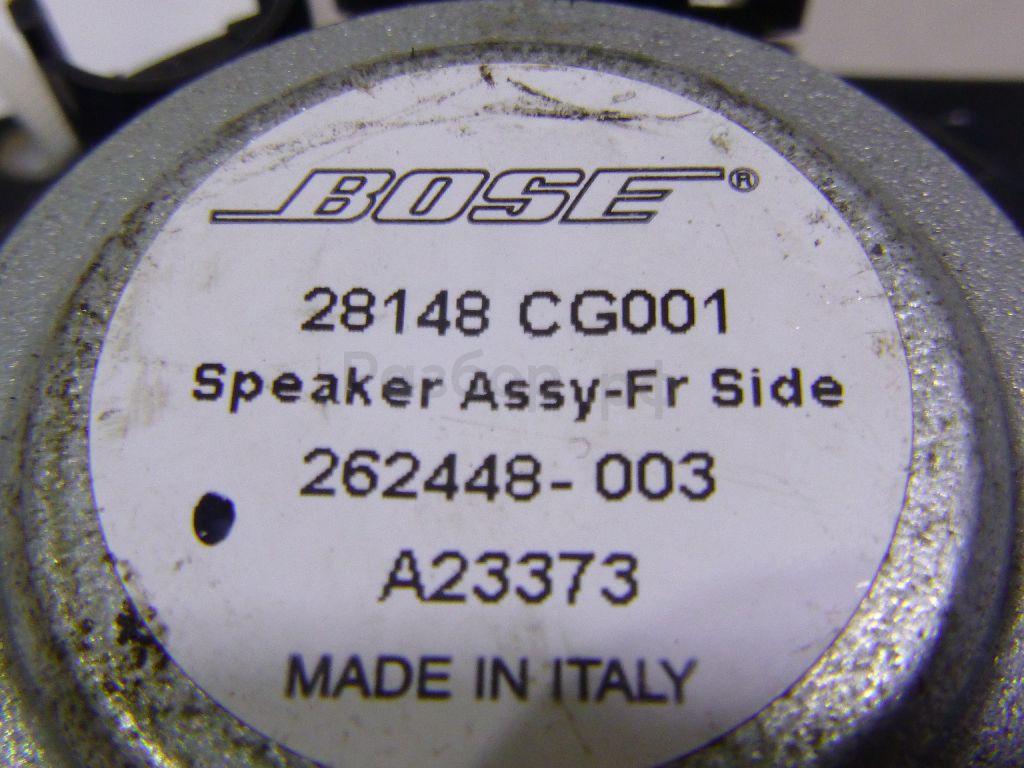 BOSE®
28148 CG001
Speaker Assy-Fr Side
262448-003
A23373
MADE IN ITALY